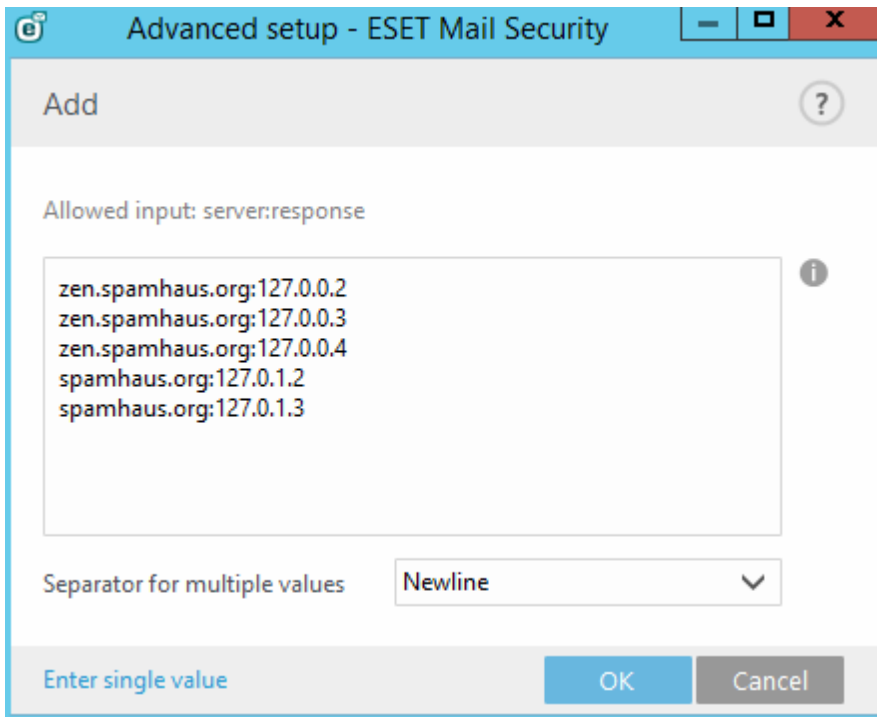 Advanced setup - ESET Mail Security
Add
?
Allowed input: server:response
zen.spamhaus.org:127.0.0.2
zen.spamhaus.org:127.0.0.3
zen.spamhaus.org:127.0.0.4
spamhaus.org:127.0.1.2
spamhaus.org:127.0.1.3
Separator for multiple values Newline
Enter single value OK Cancel